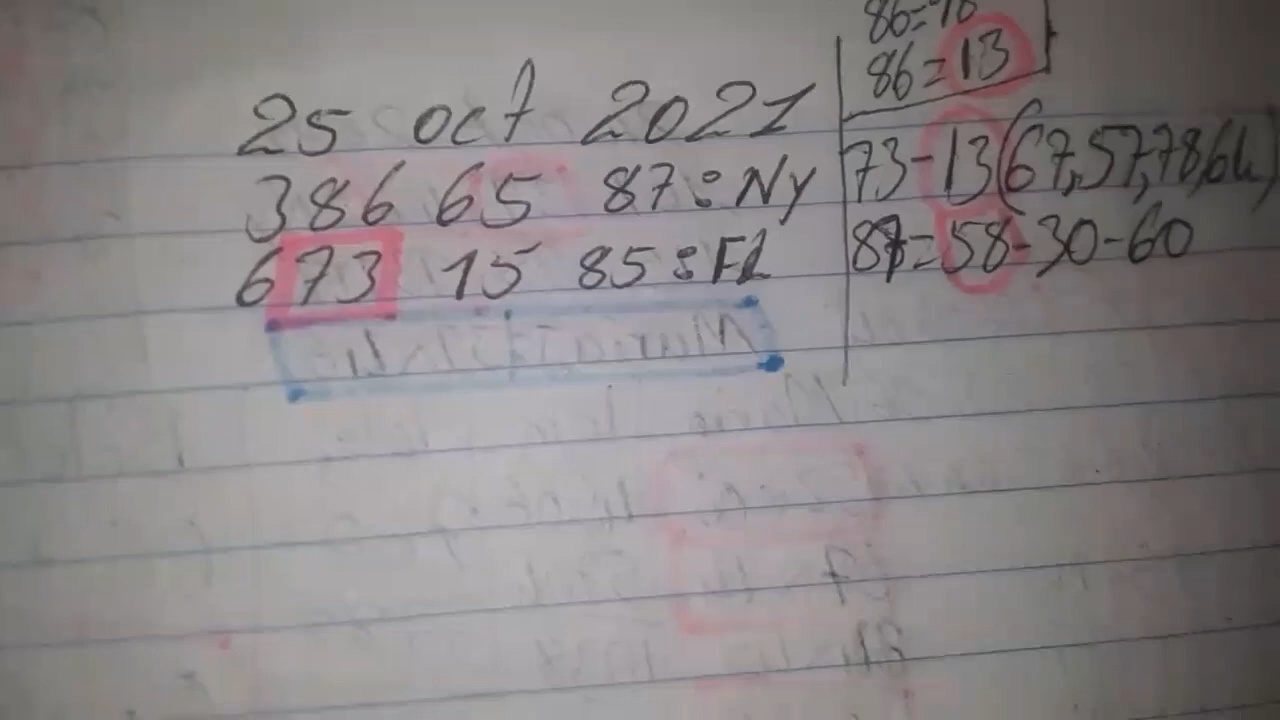 25 oct 2021
386 65 87:Ny
673 15 85:FL
86=
86=13
73-13(67,57,78,64)
87=58-30-60